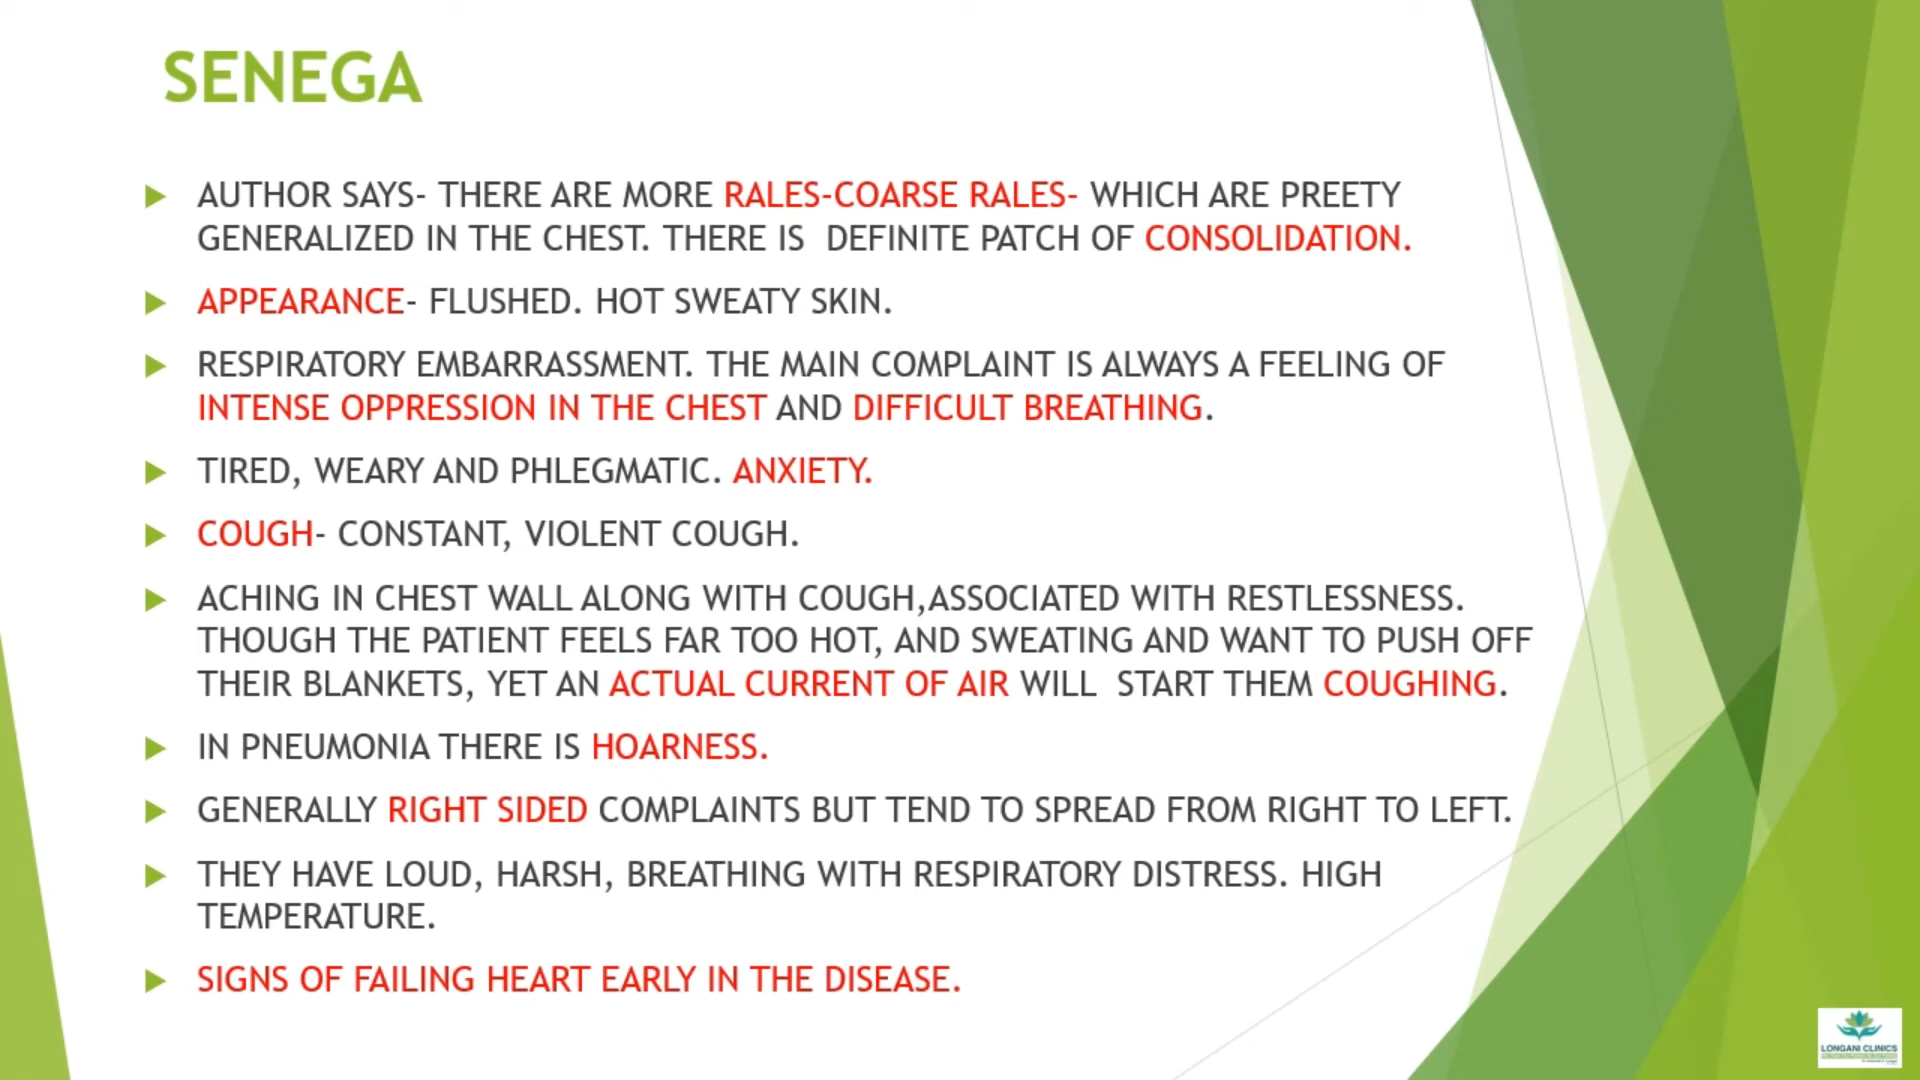 SENEGA
AUTHOR SAYS- THERE ARE MORE RALES-COARSE RALES- WHICH ARE PREETY
GENERALIZED IN THE CHEST. THERE IS DEFINITE PATCH OF CONSOLIDATION.
APPEARANCE- FLUSHED. HOT SWEATY SKIN.
RESPIRATORY EMBARRASSMENT. THE MAIN COMPLAINT IS ALWAYS A FEELING OF
INTENSE OPPRESSION IN THE CHEST AND DIFFICULT BREATHING.
TIRED, WEARY AND PHLEGMATIC. ANXIETY.
COUGH- CONSTANT, VIOLENT COUGH.
ACHING IN CHEST WALL ALONG WITH COUGH,ASSOCIATED WITH RESTLESSNESS.
THOUGH THE PATIENT FEELS FAR TOO HOT, AND SWEATING AND WANT TO PUSH OFF
THEIR BLANKETS, YET AN ACTUAL CURRENT OF AIR WILL START THEM COUGHING.
IN PNEUMONIA THERE IS HOARNESS.
GENERALLY RIGHT SIDED COMPLAINTS BUT TEND TO SPREAD FROM RIGHT TO LEFT.
THEY HAVE LOUD, HARSH, BREATHING WITH RESPIRATORY DISTRESS. HIGH
TEMPERATURE.
SIGNS OF FAILING HEART EARLY IN THE DISEASE.
LONGANI CLINICS